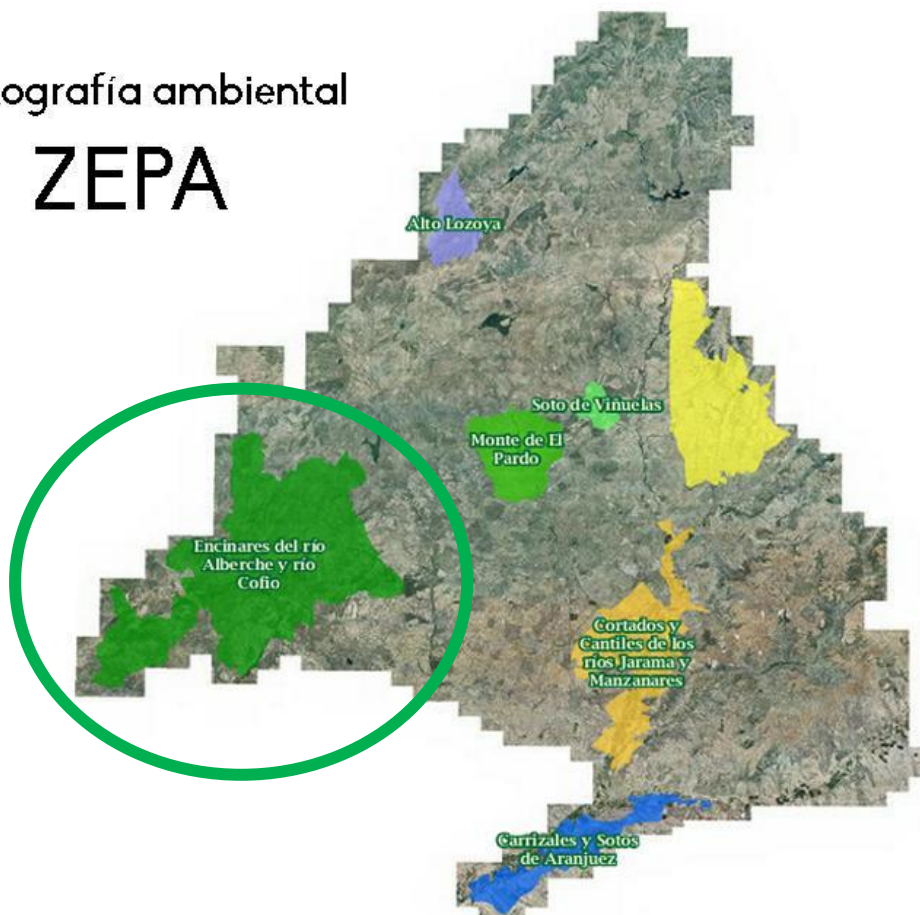 ografía ambiental
ZEPA
Alto Lozoya
Soto de Viñuelas
Monte de El
Pardo
Encinares del río
Alberche y río
Cofio
Cortados y
Cantiles de los
ríos Jarama y
Manzanares
Carrizales y Sotos
de Aranjuez